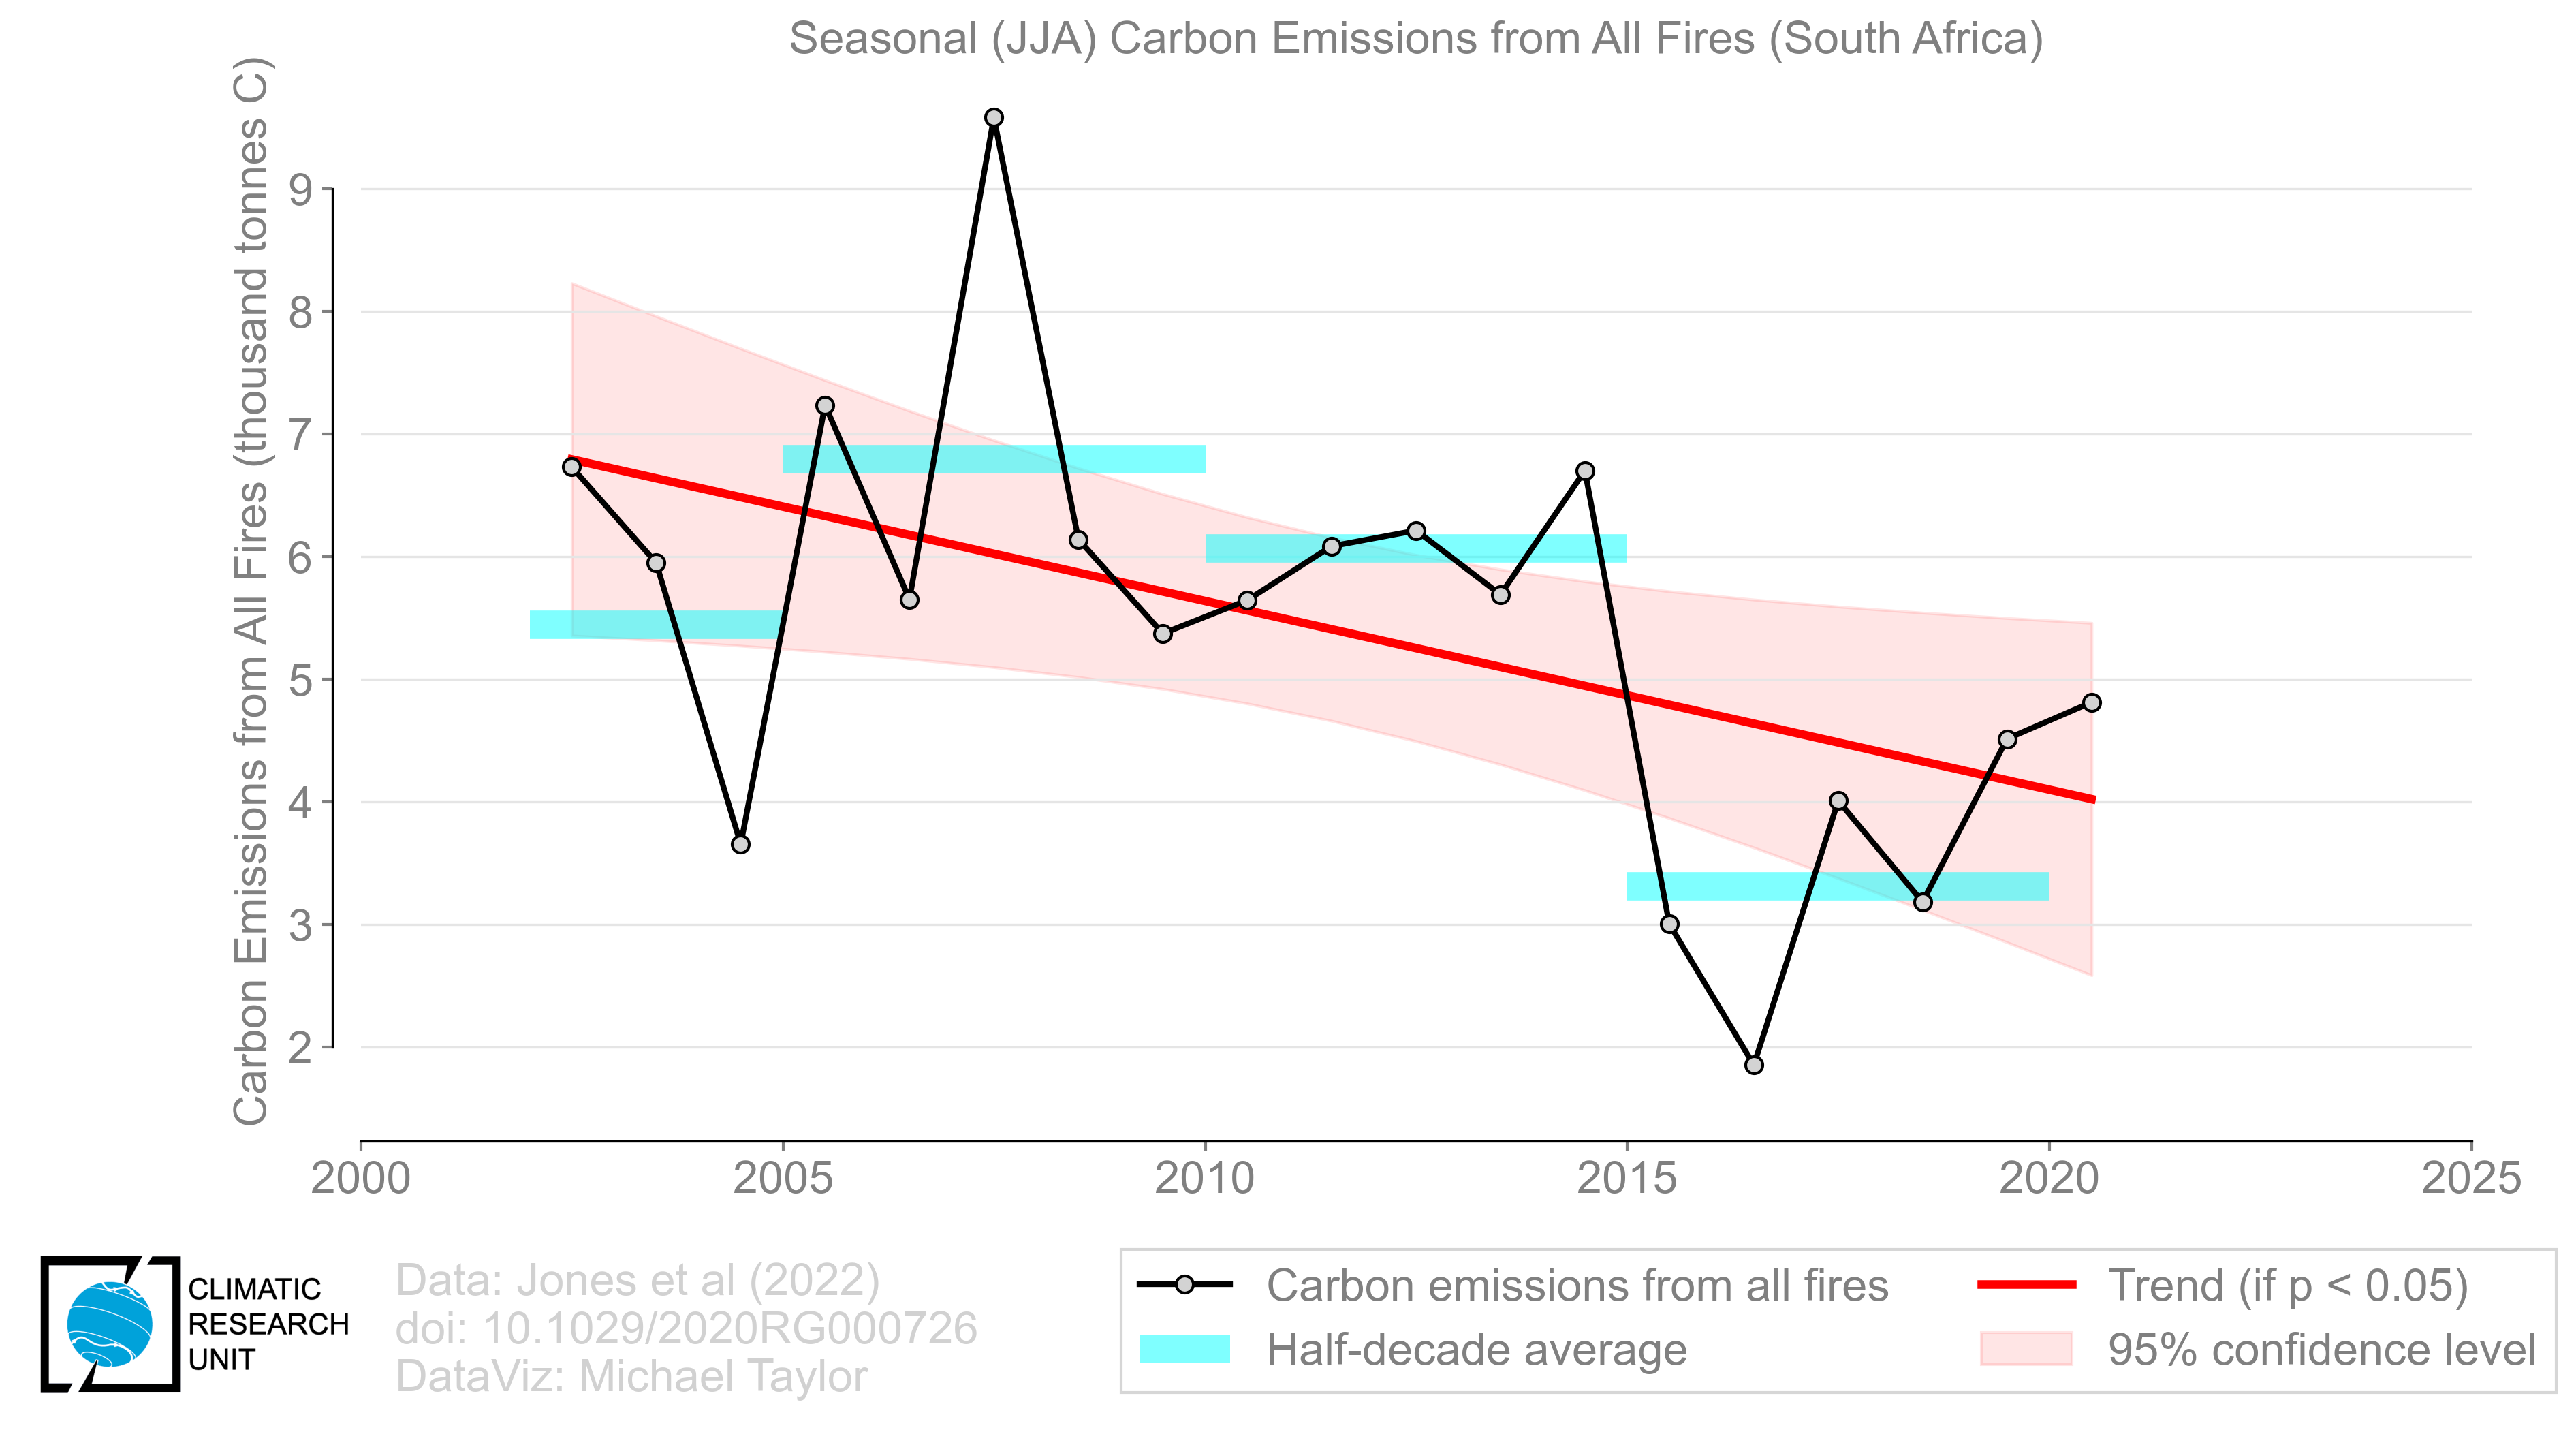 Seasonal (JJA) Carbon Emissions from All Fires (South Africa)
Carbon Emissions from All Fires (thousand tonnes C)
9
8
7
6
5
4
3
2
2000
2005
2010
2015
2020
2025
CLIMATIC
RESEARCH
UNIT
Data: Jones et al (2022)
doi: 10.1029/2020RG000726
DataViz: Michael Taylor
Carbon emissions from all fires
Half-decade average
Trend (if p < 0.05)
95% confidence level